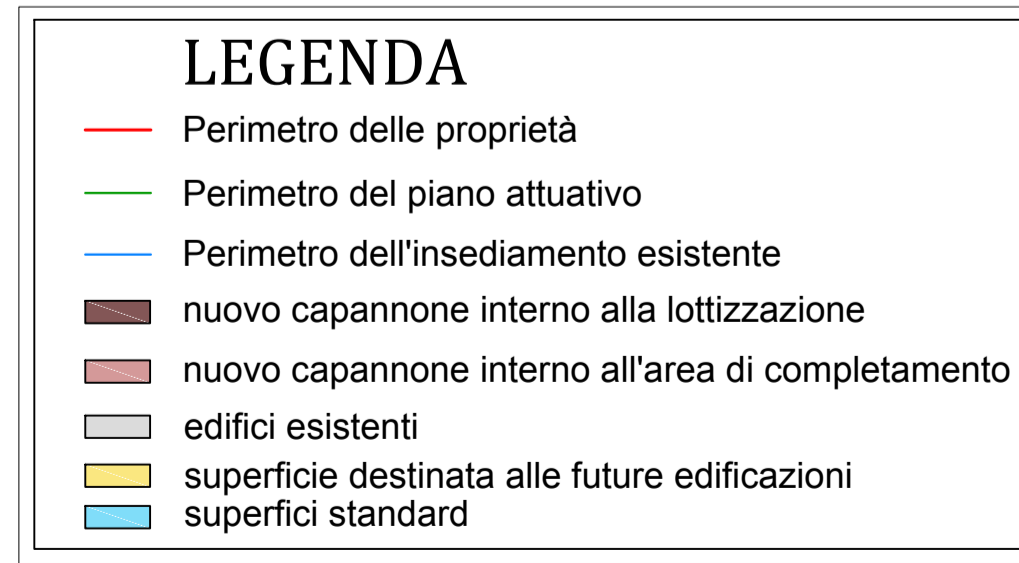 LEGENDA
Perimetro delle proprietà
Perimetro del piano attuativo
Perimetro dell'insediamento esistente
nuovo capannone interno alla lottizzazione
nuovo capannone interno all'area di completamento
edifici esistenti
superficie destinata alle future edificazioni
superfici standard